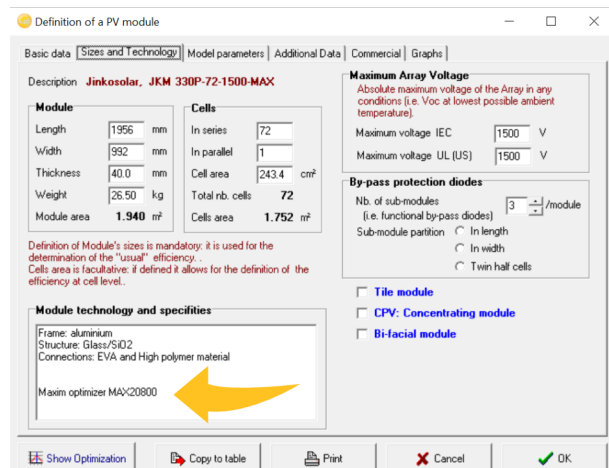 Definition of a PV module
Basic data Sizes and Technology Model parameters Additional Data Commercial Graphs
Description Jinkosolar, JKM 330P-72-1500-MAX
Module
Length 1956 mm
Width 992 mm
Thickness 40.0 mm
Weight 26.50 kg
Module area 1.940 m²
Cells
In series 72
In parallel 1
Cell area 243.4 cm²
Total nb. cells 72
Cells area 1.752 m²
Definition of Module's sizes is mandatory: it is used for the
determination of the "usual" efficiency. .
Cells area is facultative: if defined it allows for the definition of the
efficiency at cell level..
Module technology and specifities
Frame: aluminium
Structure: Glass/SiO2
Connections: EVA and High polymer material
Maxim optimizer MAX20800
Maximum Array Voltage
Absolute maximum voltage of the Array in any
conditions (i.e. Voc at lowest possible ambient
temperature).
Maximum voltage IEC 1500 V
Maximum voltage UL (US) 1500 V
By-pass protection diodes
Nb. of sub-modules 3 /module
(i.e. functional by-pass diodes)
Sub-module partition In length
In width
Twin half cells
Tile module
CPV: Concentrating module
Bi-facial module
Show Optimization Copy to table Print Cancel OK